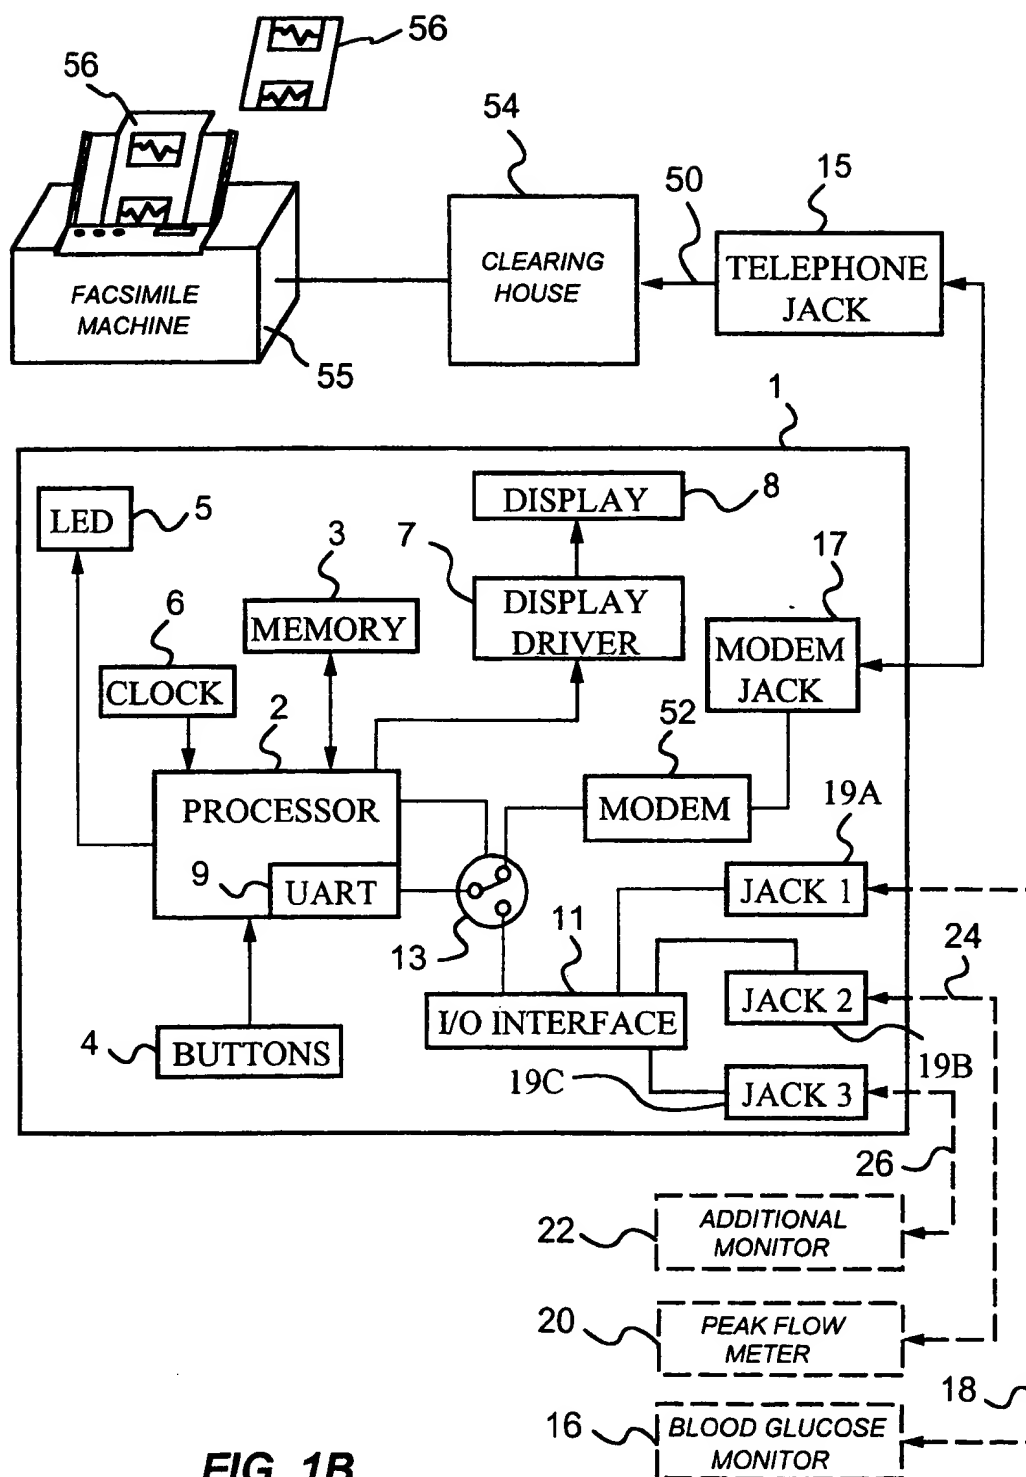 56
56
54
50
15
CLEARING
HOUSE
TELEPHONE
JACK
FACSIMILE
MACHINE
55
1
LED
5
DISPLAY
8
3
7
17
6
MEMORY
DISPLAY
DRIVER
MODEM
JACK
CLOCK
2
52
PROCESSOR
MODEM
19A
9
UART
JACK 1
13
11
24
JACK 2
I/O INTERFACE
4
BUTTONS
19B
19C
JACK 3
26
22
ADDITIONAL
MONITOR
20
PEAK FLOW
METER
18
16
BLOOD GLUCOSE
MONITOR
FIG. 1B